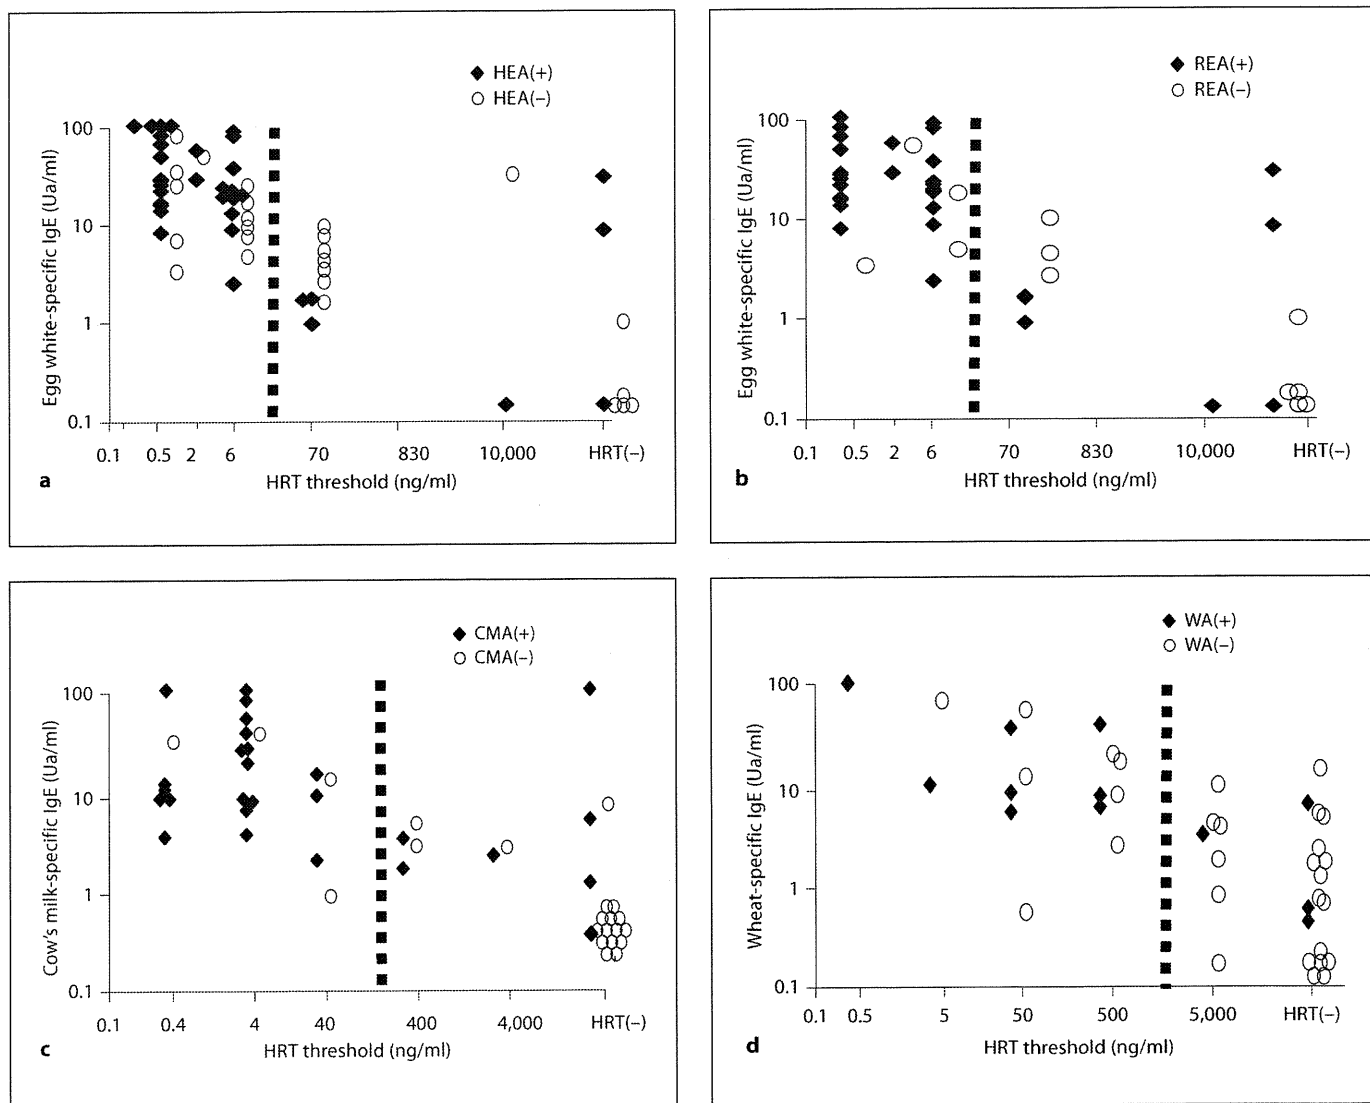 HEA(+)
HEA(–)
100
10
1
0.1
Egg white-specific IgE (Ua/ml)
0.1 0.5 2 6 70 830 10,000 HRT(–)
HRT threshold (ng/ml)
a
REA(+)
REA(–)
100
10
1
0.1
Egg white-specific IgE (Ua/ml)
0.1 0.5 2 6 70 830 10,000 HRT(–)
HRT threshold (ng/ml)
b
CMA(+)
CMA(–)
100
10
1
0.1
Cow's milk-specific IgE (Ua/ml)
0.1 0.4 4 40 400 4,000 HRT(–)
HRT threshold (ng/ml)
c
WA(+)
WA(–)
100
10
1
0.1
Wheat-specific IgE (Ua/ml)
0.1 0.5 5 50 500 5,000 HRT(–)
HRT threshold (ng/ml)
d